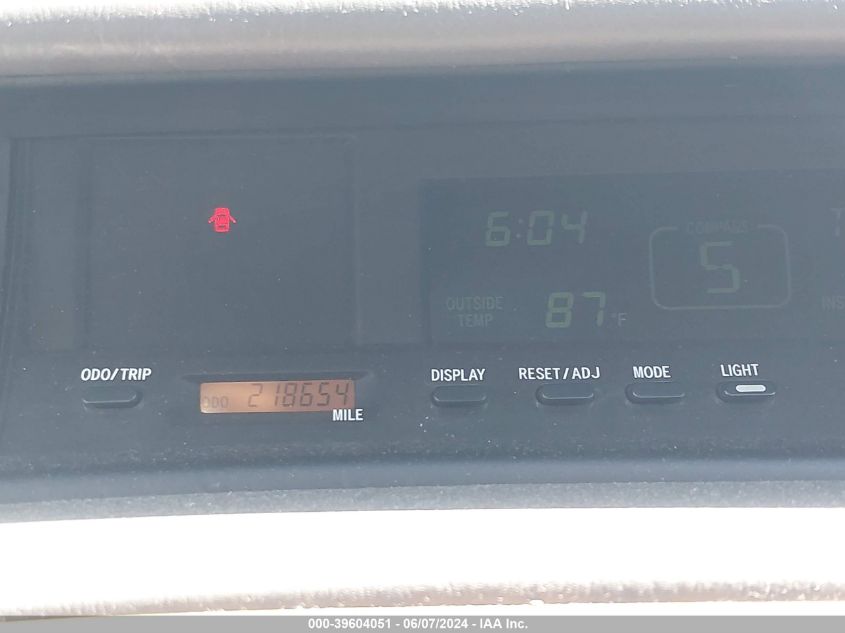 6:04
COMPASS
S
OUTSIDE
TEMP
87°F
ODO/TRIP
ODO 218654
MILE
DISPLAY
RESET/ADJ
MODE
LIGHT
000-39604051 - 06/07/2024 - IAA Inc.